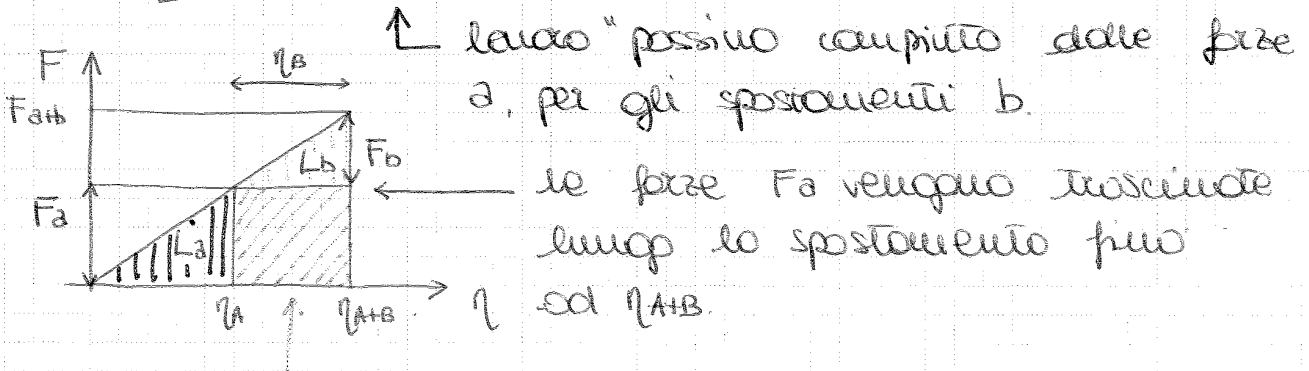 lavoro "passivo compiuto dalle forze
a, per gli spostamenti b.
F
ηB
Fa+b
Lb
Fb
le forze Fa vengono trascinate
Fa
La
lungo lo spostamento fino
ηA
ηA+B
η
ad ηA+B.